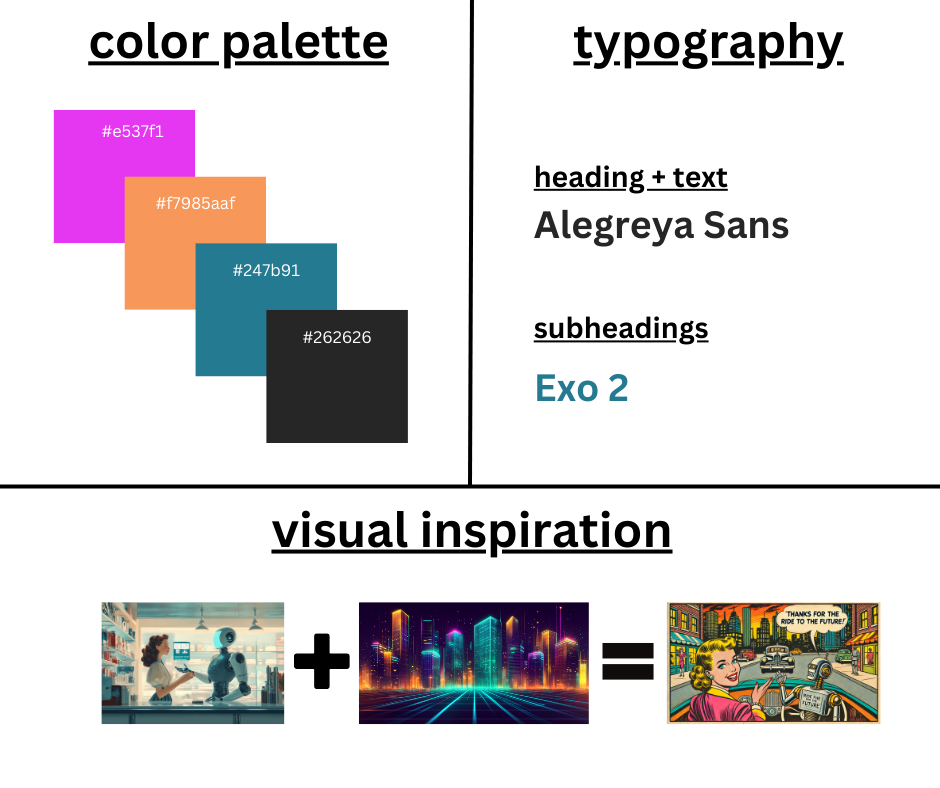 color palette
typography
#e537f1
#f7985aaf
#247b91
#262626
heading + text
Alegreya Sans
subheadings
Exo 2
visual inspiration
+
=
"THANKS FOR THE
RIDE TO THE FUTURE!"
FUTURE